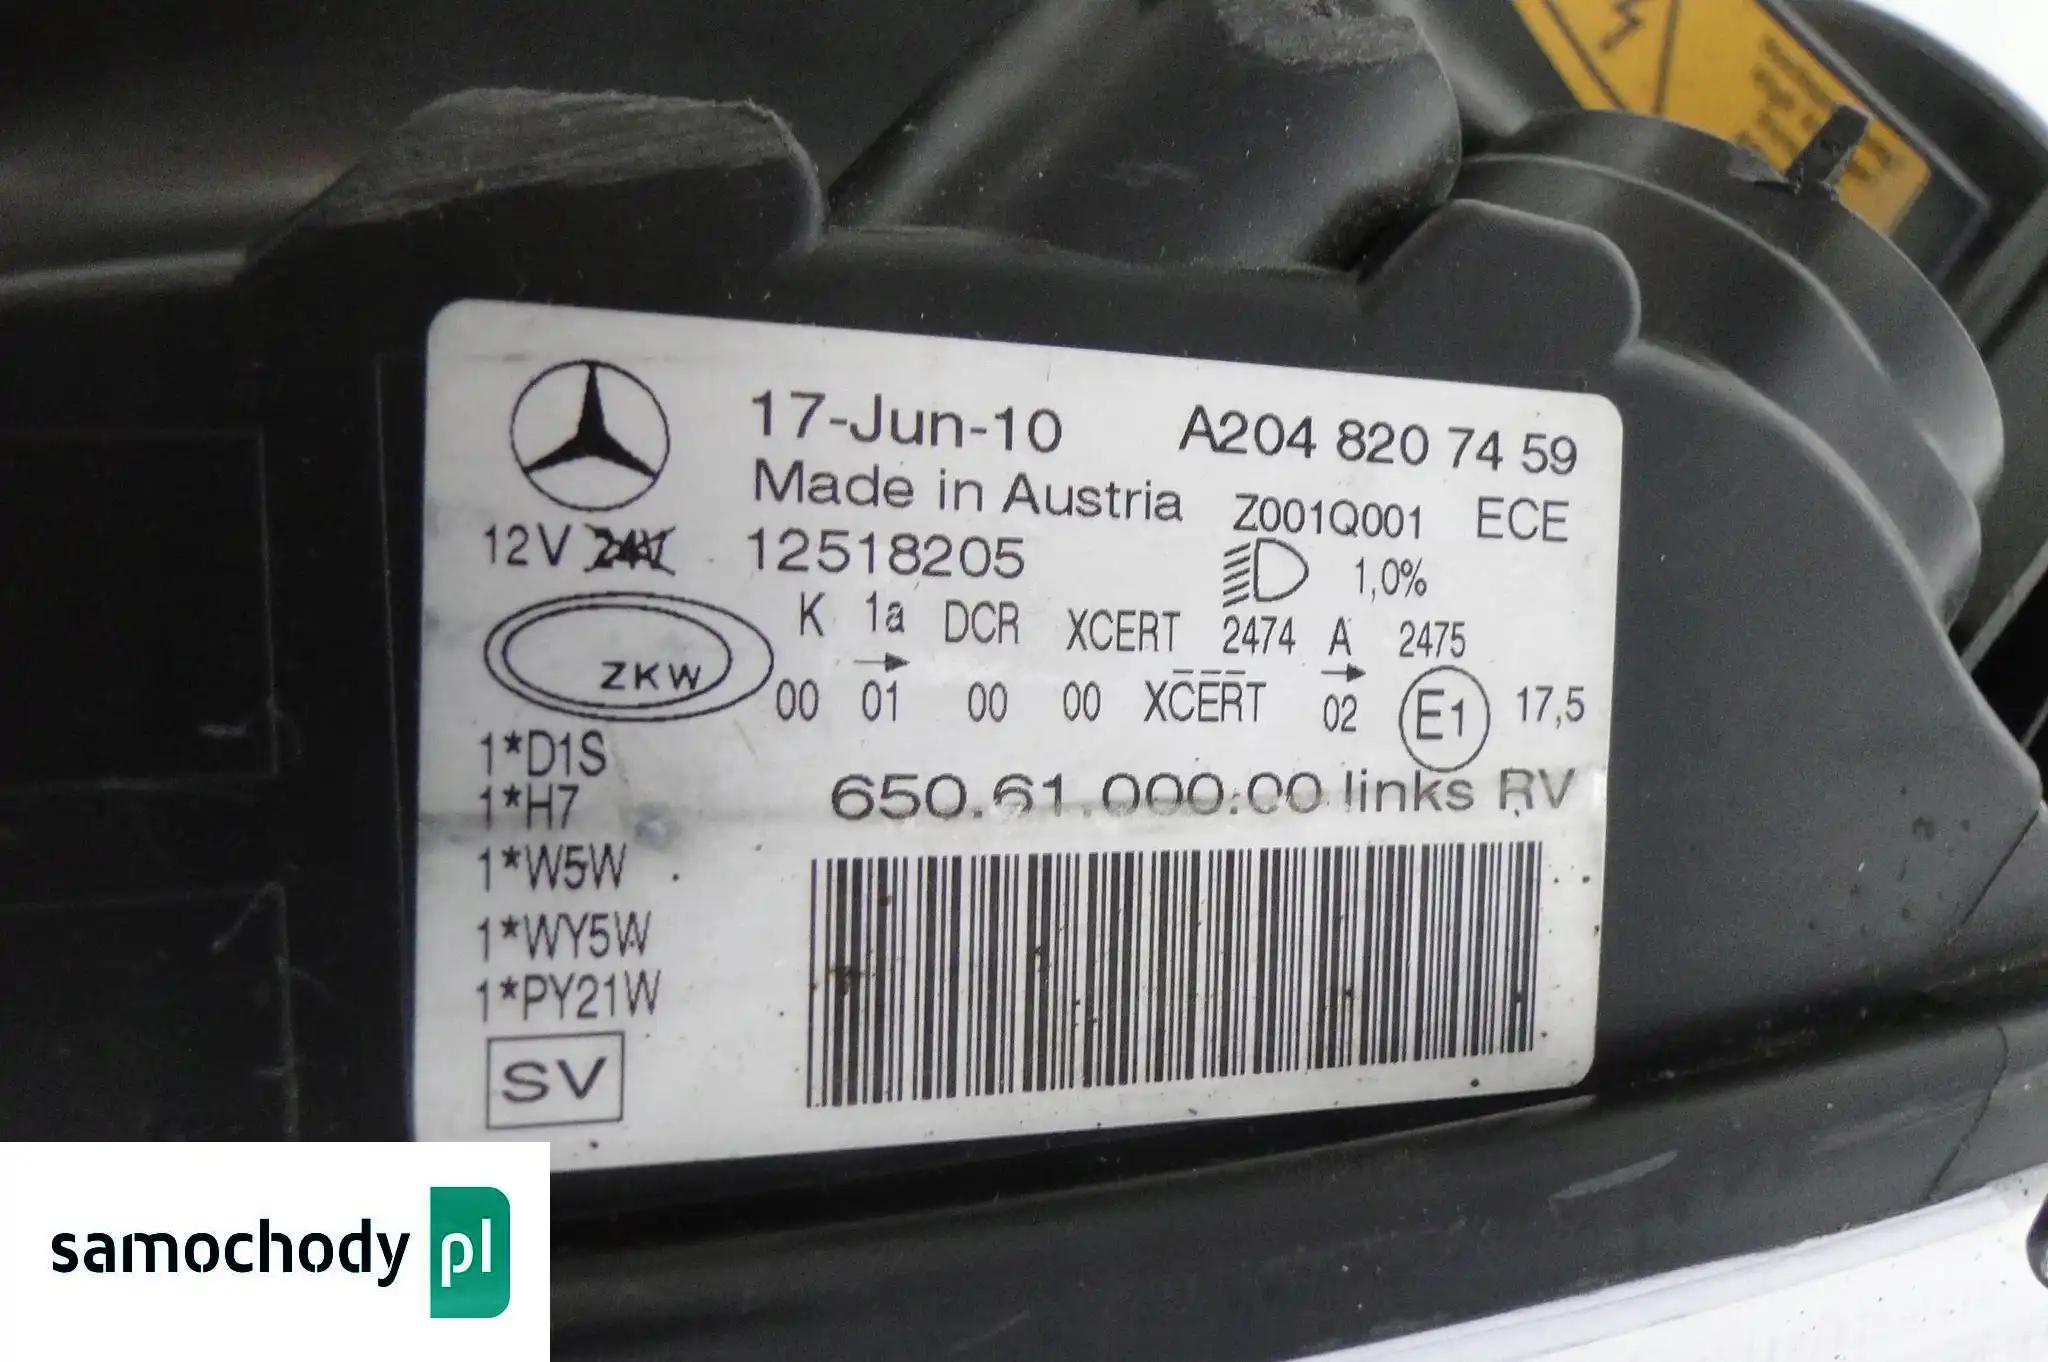 17-Jun-10 A204 820 74 59
Made in Austria Z001Q001 ECE
12V 24V 12518205 1,0%
K 1a DCR XCERT 2474 A 2475
ZKW
00 01 00 00 XCERT 02 E1 17,5
1*D1S
1*H7
650.61.000.00 links RV
1*W5W
1*WY5W
1*PY21W
SV
samochody pl